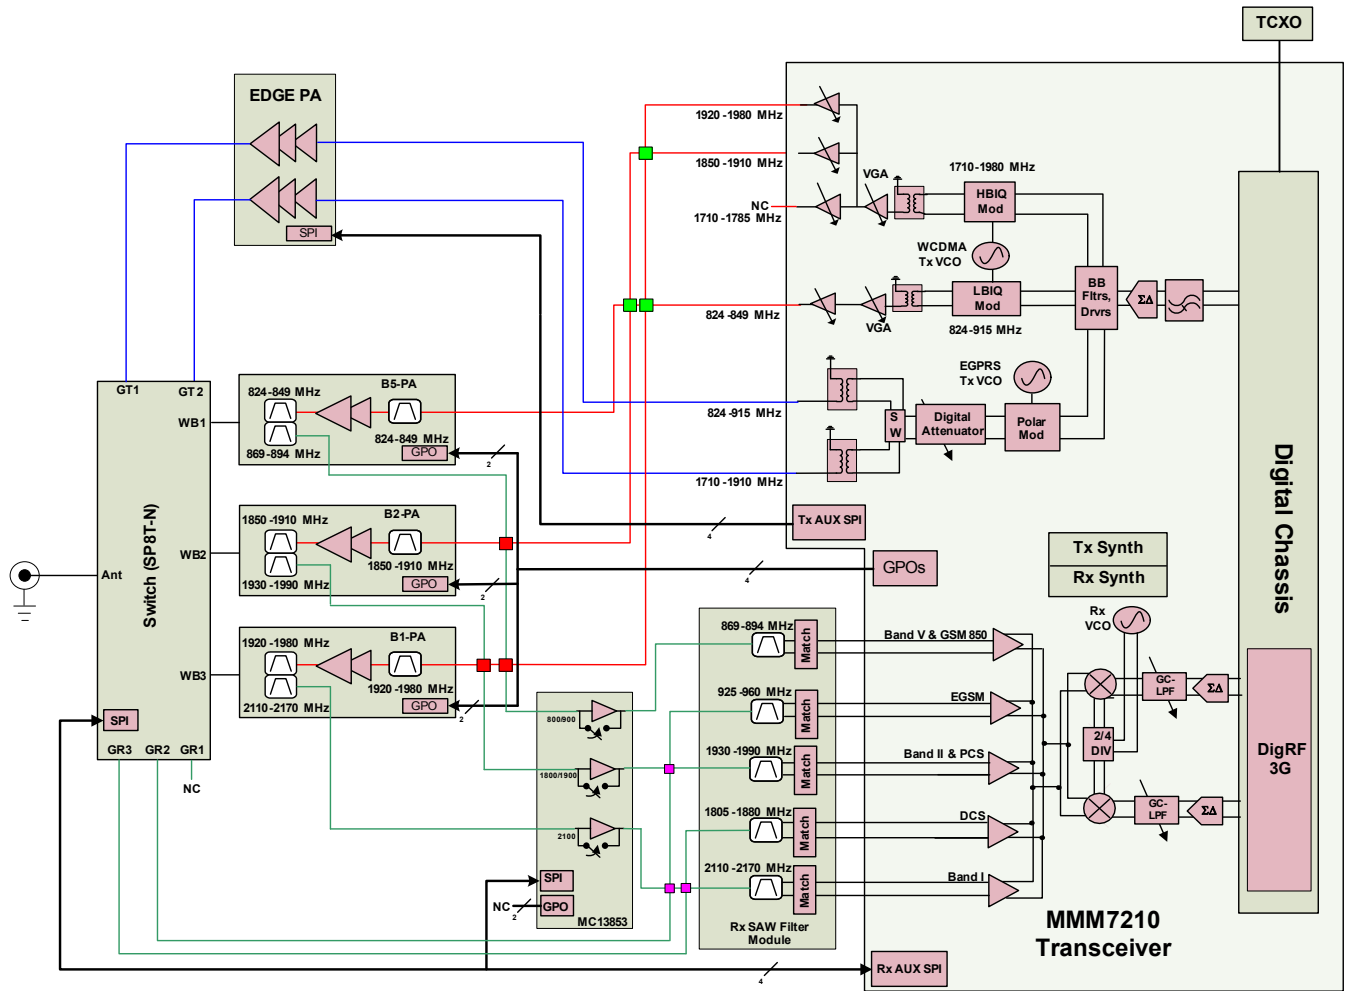 TCXO
EDGE PA
SPI
1920-1980 MHz
1850-1910 MHz
NC
1710-1785 MHz
VGA
1710-1980 MHz
HBIQ
Mod
WCDMA
Tx VCO
LBIQ
Mod
824-915 MHz
824-849 MHz
VGA
BB
Fltrs,
Drvrs
ΣΔ
EGPRS
Tx VCO
824-915 MHz
S
W
Digital
Attenuator
Polar
Mod
1710-1910 MHz
Tx AUX SPI
4
GPOs
4
Tx Synth
Rx Synth
Digital Chassis
DigRF
3G
GT1
GT2
WB1
WB2
WB3
Ant
Switch (SP8T-N)
SPI
GR3
GR2
GR1
NC
824-849 MHz
B5-PA
824-849 MHz
869-894 MHz
GPO
2
1850-1910 MHz
B2-PA
1850-1910 MHz
1930-1990 MHz
GPO
2
1920-1980 MHz
B1-PA
1920-1980 MHz
2110-2170 MHz
GPO
2
800/900
1800/1900
2100
SPI
NC
2
GPO
MC13853
869-894 MHz
Match
925-960 MHz
Match
1930-1990 MHz
Match
1805-1880 MHz
Match
2110-2170 MHz
Match
Rx SAW Filter
Module
Band V & GSM850
EGSM
Band II & PCS
DCS
Band I
Rx
VCO
2/4
DIV
GC-
LPF
ΣΔ
GC-
LPF
ΣΔ
MMM7210
Transceiver
4
Rx AUX SPI